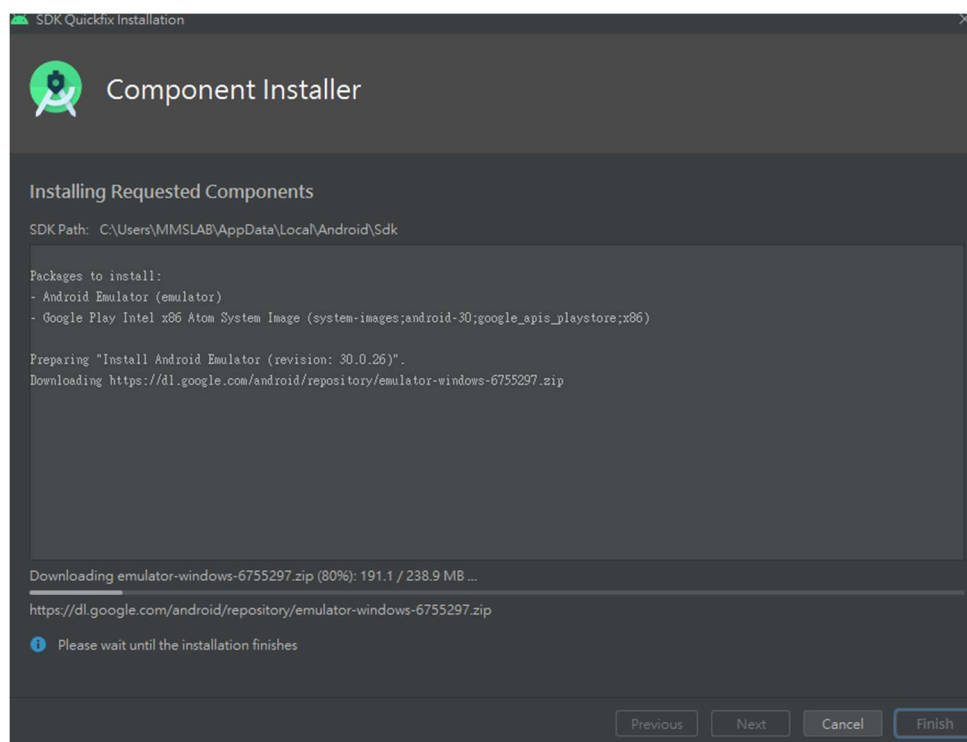 SDK Quickfix Installation
Component Installer
Installing Requested Components
SDK Path: C:\Users\MMSLAB\AppData\Local\Android\Sdk
Packages to install:
- Android Emulator (emulator)
- Google Play Intel x86 Atom System Image (system-images;android-30;google_apis_playstore;x86)
Preparing "Install Android Emulator (revision: 30.0.26)".
Downloading https://dl.google.com/android/repository/emulator-windows-6755297.zip
Downloading emulator-windows-6755297.zip (80%): 191.1 / 238.9 MB ...
https://dl.google.com/android/repository/emulator-windows-6755297.zip
Please wait until the installation finishes
Previous Next Cancel Finish